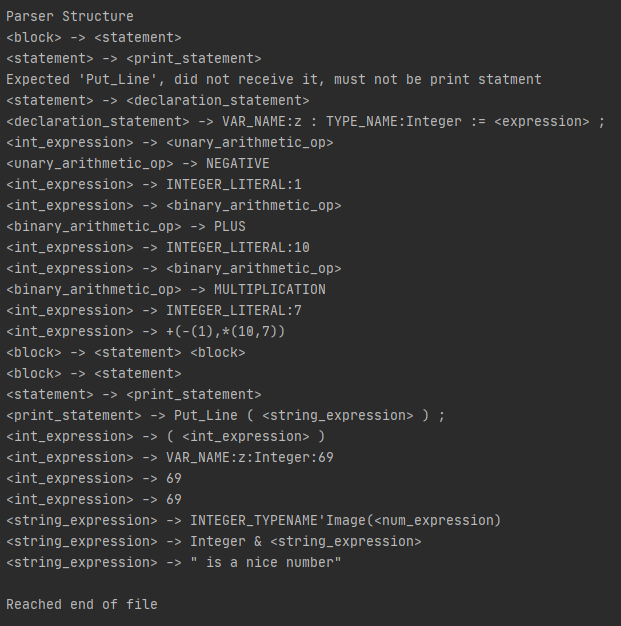 Parser Structure
<block> -> <statement>
<statement> -> <print_statement>
Expected 'Put_Line', did not receive it, must not be print statment
<statement> -> <declaration_statement>
<declaration_statement> -> VAR_NAME:z : TYPE_NAME:Integer := <expression> ;
<int_expression> -> <unary_arithmetic_op>
<unary_arithmetic_op> -> NEGATIVE
<int_expression> -> INTEGER_LITERAL:1
<int_expression> -> <binary_arithmetic_op>
<binary_arithmetic_op> -> PLUS
<int_expression> -> INTEGER_LITERAL:10
<int_expression> -> <binary_arithmetic_op>
<binary_arithmetic_op> -> MULTIPLICATION
<int_expression> -> INTEGER_LITERAL:7
<int_expression> -> +(-(1),*(10,7))
<block> -> <statement> <block>
<block> -> <statement>
<statement> -> <print_statement>
<print_statement> -> Put_Line ( <string_expression> ) ;
<int_expression> -> ( <int_expression> )
<int_expression> -> VAR_NAME:z:Integer:69
<int_expression> -> 69
<int_expression> -> 69
<string_expression> -> INTEGER_TYPENAME'Image(<num_expression)
<string_expression> -> Integer & <string_expression>
<string_expression> -> " is a nice number"
Reached end of file